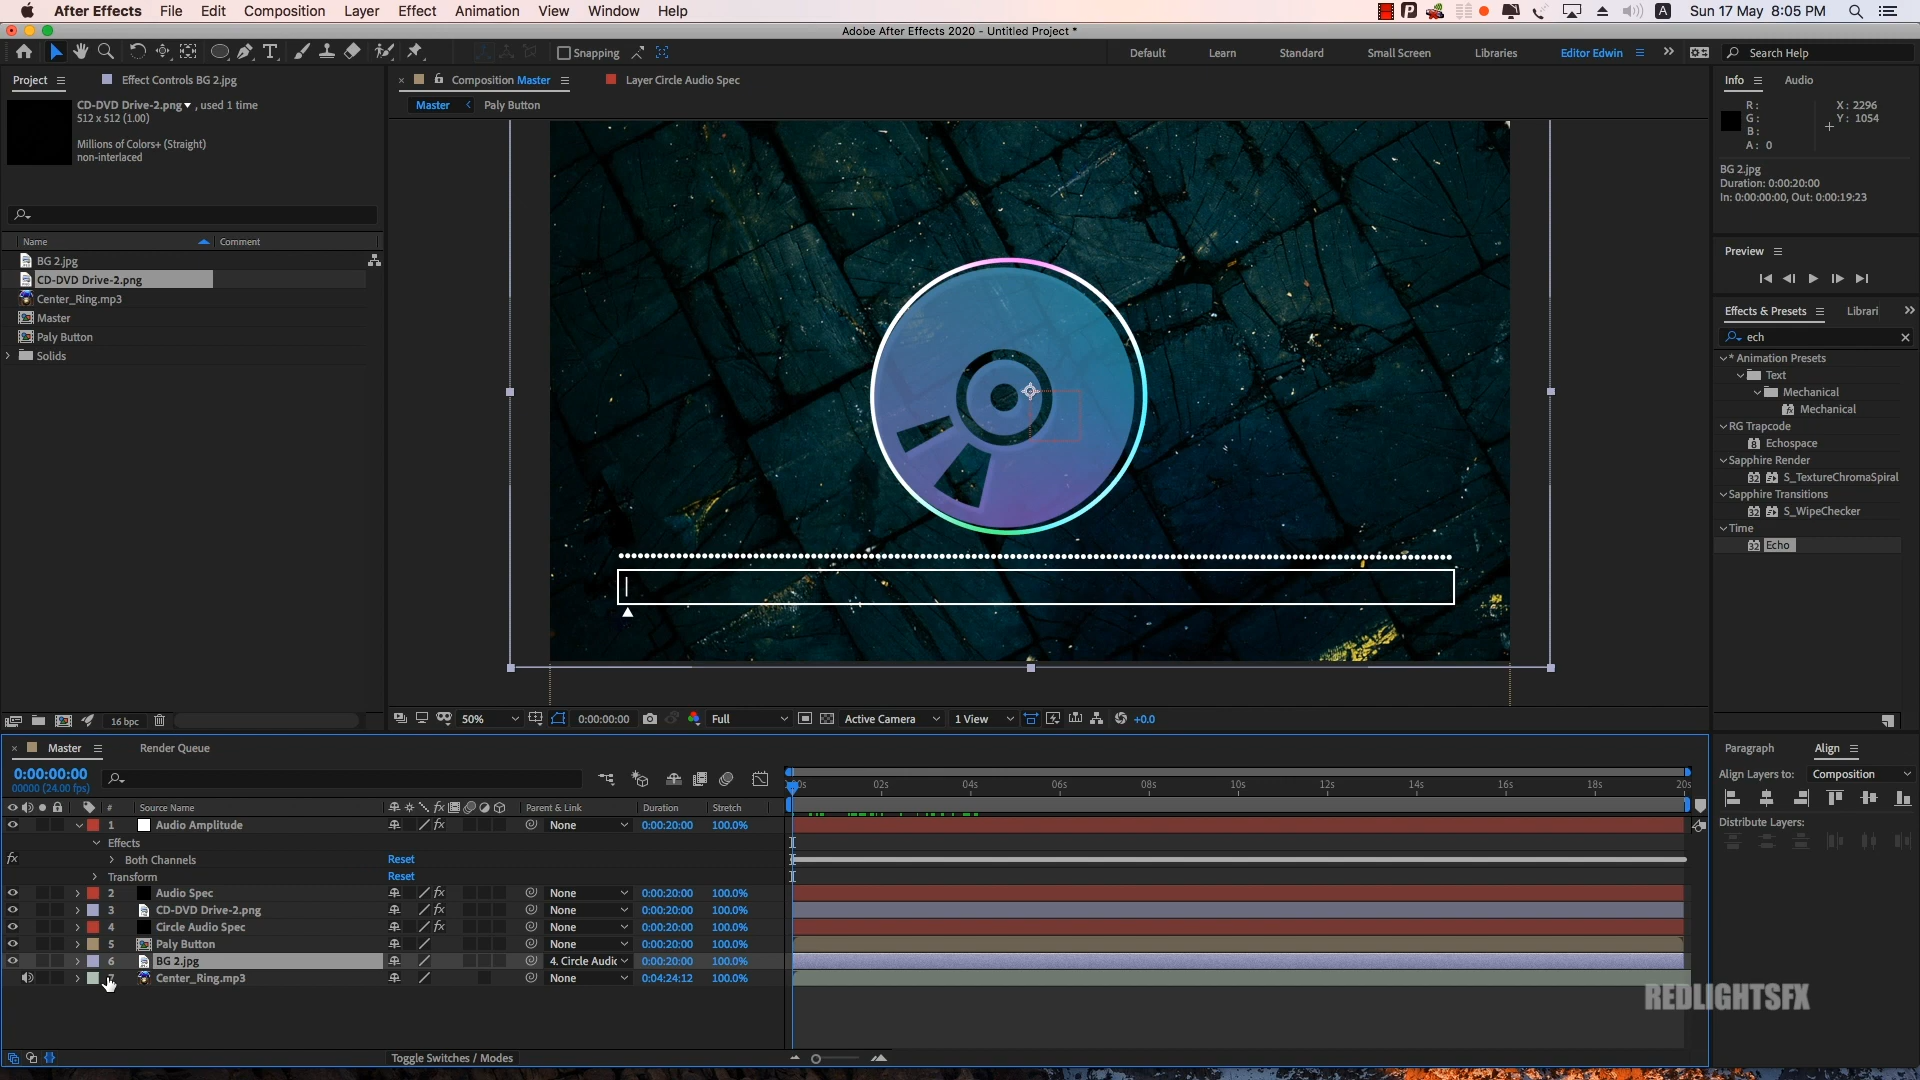 After Effects File Edit Composition Layer Effect Animation View Window Help
A Sun 17 May 8:05 PM
Adobe After Effects 2020 - Untitled Project *
Snapping
Default Learn Standard Small Screen Libraries Editor Edwin Search Help
Project Effect Controls BG 2.jpg
Composition Master Layer Circle Audio Spec
Info Audio
CD-DVD Drive-2.png , used 1 time
512 x 512 (1.00)
Millions of Colors+ (Straight)
non-interlaced
Master Paly Button
R:
G:
B:
A: 0
X: 2296
Y: 1054
BG 2.jpg
Duration: 0:00:20:00
In: 0:00:00:00, Out: 0:00:19:23
Name Comment
BG 2.jpg
CD-DVD Drive-2.png
Center_Ring.mp3
Master
Paly Button
Solids
Preview
Effects & Presets Librari
ech
* Animation Presets
Text
Mechanical
Mechanical
RG Trapcode
Echospace
Sapphire Render
S_TextureChromaSpiral
Sapphire Transitions
S_WipeChecker
Time
Echo
16 bpc
50% 0:00:00:00 Full Active Camera 1 View +0.0
Master Render Queue
0:00:00:00
00000 (24.00 fps)
00s 02s 04s 06s 08s 10s 12s 14s 16s 18s 20s
# Source Name Parent & Link Duration Stretch
1 Audio Amplitude None 0:00:20:00 100.0%
Effects
fx Both Channels Reset
Transform Reset
2 Audio Spec None 0:00:20:00 100.0%
3 CD-DVD Drive-2.png None 0:00:20:00 100.0%
4 Circle Audio Spec None 0:00:20:00 100.0%
5 Paly Button None 0:00:20:00 100.0%
6 BG 2.jpg 4. Circle Audic 0:00:20:00 100.0%
7 Center_Ring.mp3 None 0:04:24:12 100.0%
Toggle Switches / Modes
Paragraph Align
Align Layers to: Composition
Distribute Layers:
REDLIGHTSFX